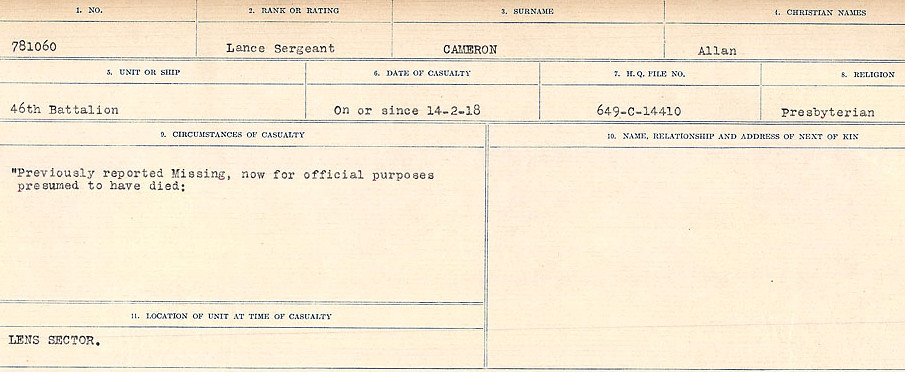 1. NO.
2. RANK OR RATING
3. SURNAME
4. CHRISTIAN NAMES
781060
Lance Sergeant
CAMERON
Allan
5. UNIT OR SHIP
6. DATE OF CASUALTY
7. H.Q. FILE NO.
8. RELIGION
46th Battalion
On or since 14-2-18
649-C-14410
Presbyterian
9. CIRCUMSTANCES OF CASUALTY
10. NAME, RELATIONSHIP AND ADDRESS OF NEXT OF KIN
"Previously reported Missing, now for official purposes
presumed to have died:
11. LOCATION OF UNIT AT TIME OF CASUALTY
LENS SECTOR.